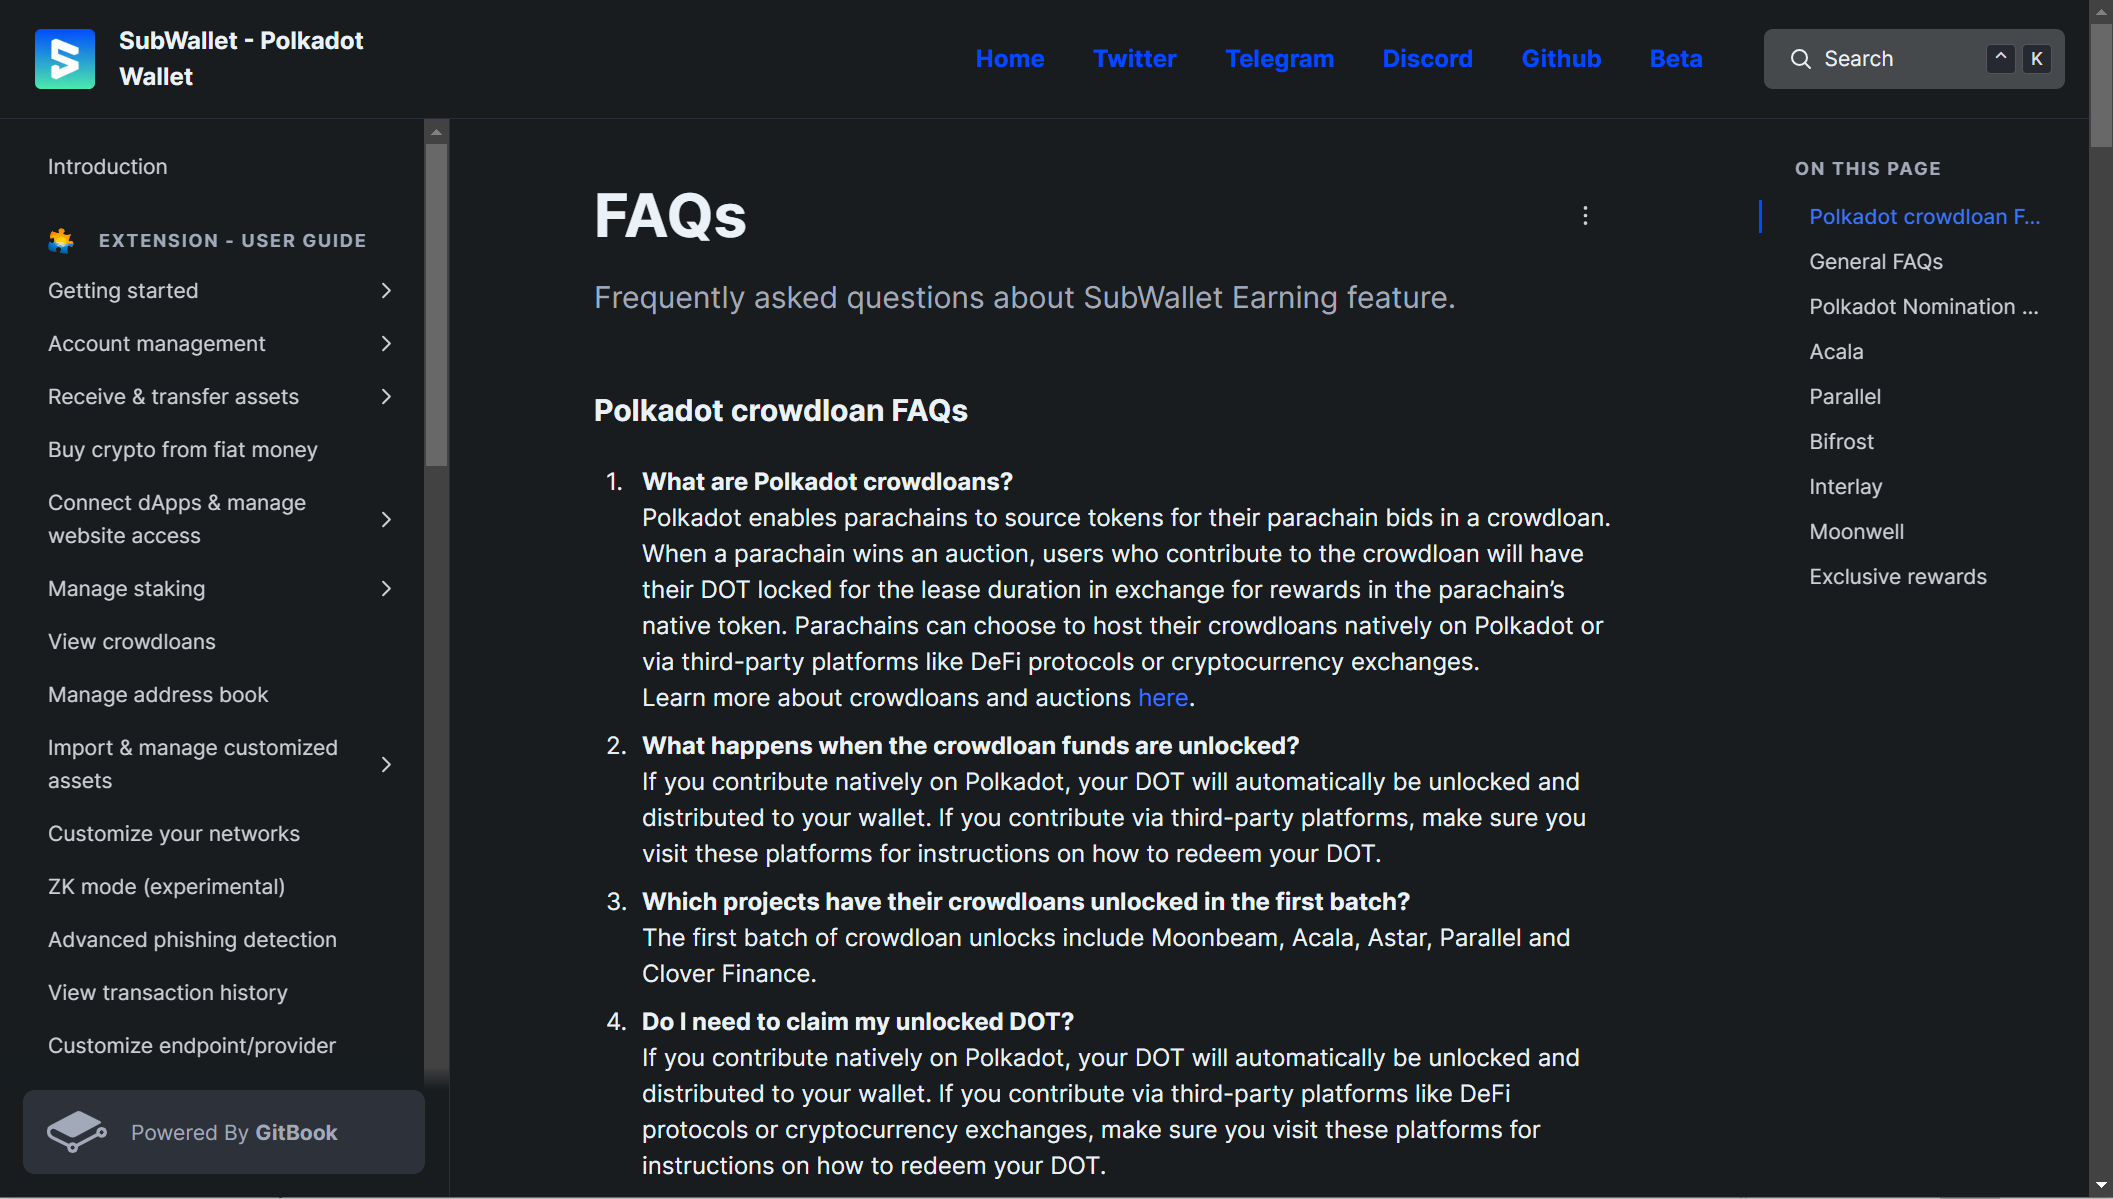 SubWallet - Polkadot
Wallet
Home
Twitter
Telegram
Discord
Github
Beta
Search
^
K
Introduction
EXTENSION - USER GUIDE
Getting started
Account management
Receive & transfer assets
Buy crypto from fiat money
Connect dApps & manage
website access
Manage staking
View crowdloans
Manage address book
Import & manage customized
assets
Customize your networks
ZK mode (experimental)
Advanced phishing detection
View transaction history
Customize endpoint/provider
Powered By GitBook
FAQs
Frequently asked questions about SubWallet Earning feature.
Polkadot crowdloan FAQs
1. What are Polkadot crowdloans?
Polkadot enables parachains to source tokens for their parachain bids in a crowdloan.
When a parachain wins an auction, users who contribute to the crowdloan will have
their DOT locked for the lease duration in exchange for rewards in the parachain’s
native token. Parachains can choose to host their crowdloans natively on Polkadot or
via third-party platforms like DeFi protocols or cryptocurrency exchanges.
Learn more about crowdloans and auctions here.
2. What happens when the crowdloan funds are unlocked?
If you contribute natively on Polkadot, your DOT will automatically be unlocked and
distributed to your wallet. If you contribute via third-party platforms, make sure you
visit these platforms for instructions on how to redeem your DOT.
3. Which projects have their crowdloans unlocked in the first batch?
The first batch of crowdloan unlocks include Moonbeam, Acala, Astar, Parallel and
Clover Finance.
4. Do I need to claim my unlocked DOT?
If you contribute natively on Polkadot, your DOT will automatically be unlocked and
distributed to your wallet. If you contribute via third-party platforms like DeFi
protocols or cryptocurrency exchanges, make sure you visit these platforms for
instructions on how to redeem your DOT.
ON THIS PAGE
Polkadot crowdloan F...
General FAQs
Polkadot Nomination ...
Acala
Parallel
Bifrost
Interlay
Moonwell
Exclusive rewards